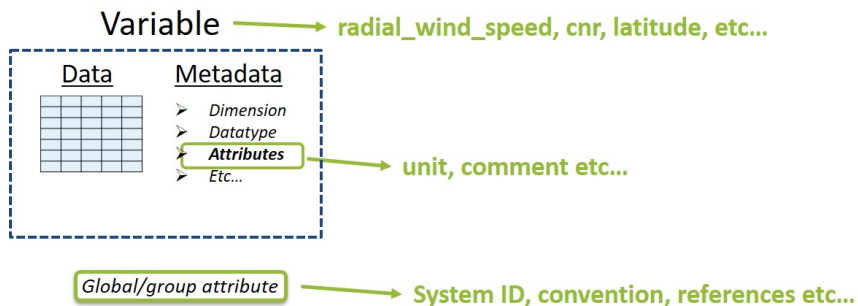 Variable
radial_wind_speed, cnr, latitude, etc...
Data
Metadata
Dimension
Datatype
Attributes
Etc...
unit, comment etc...
Global/group attribute
System ID, convention, references etc...